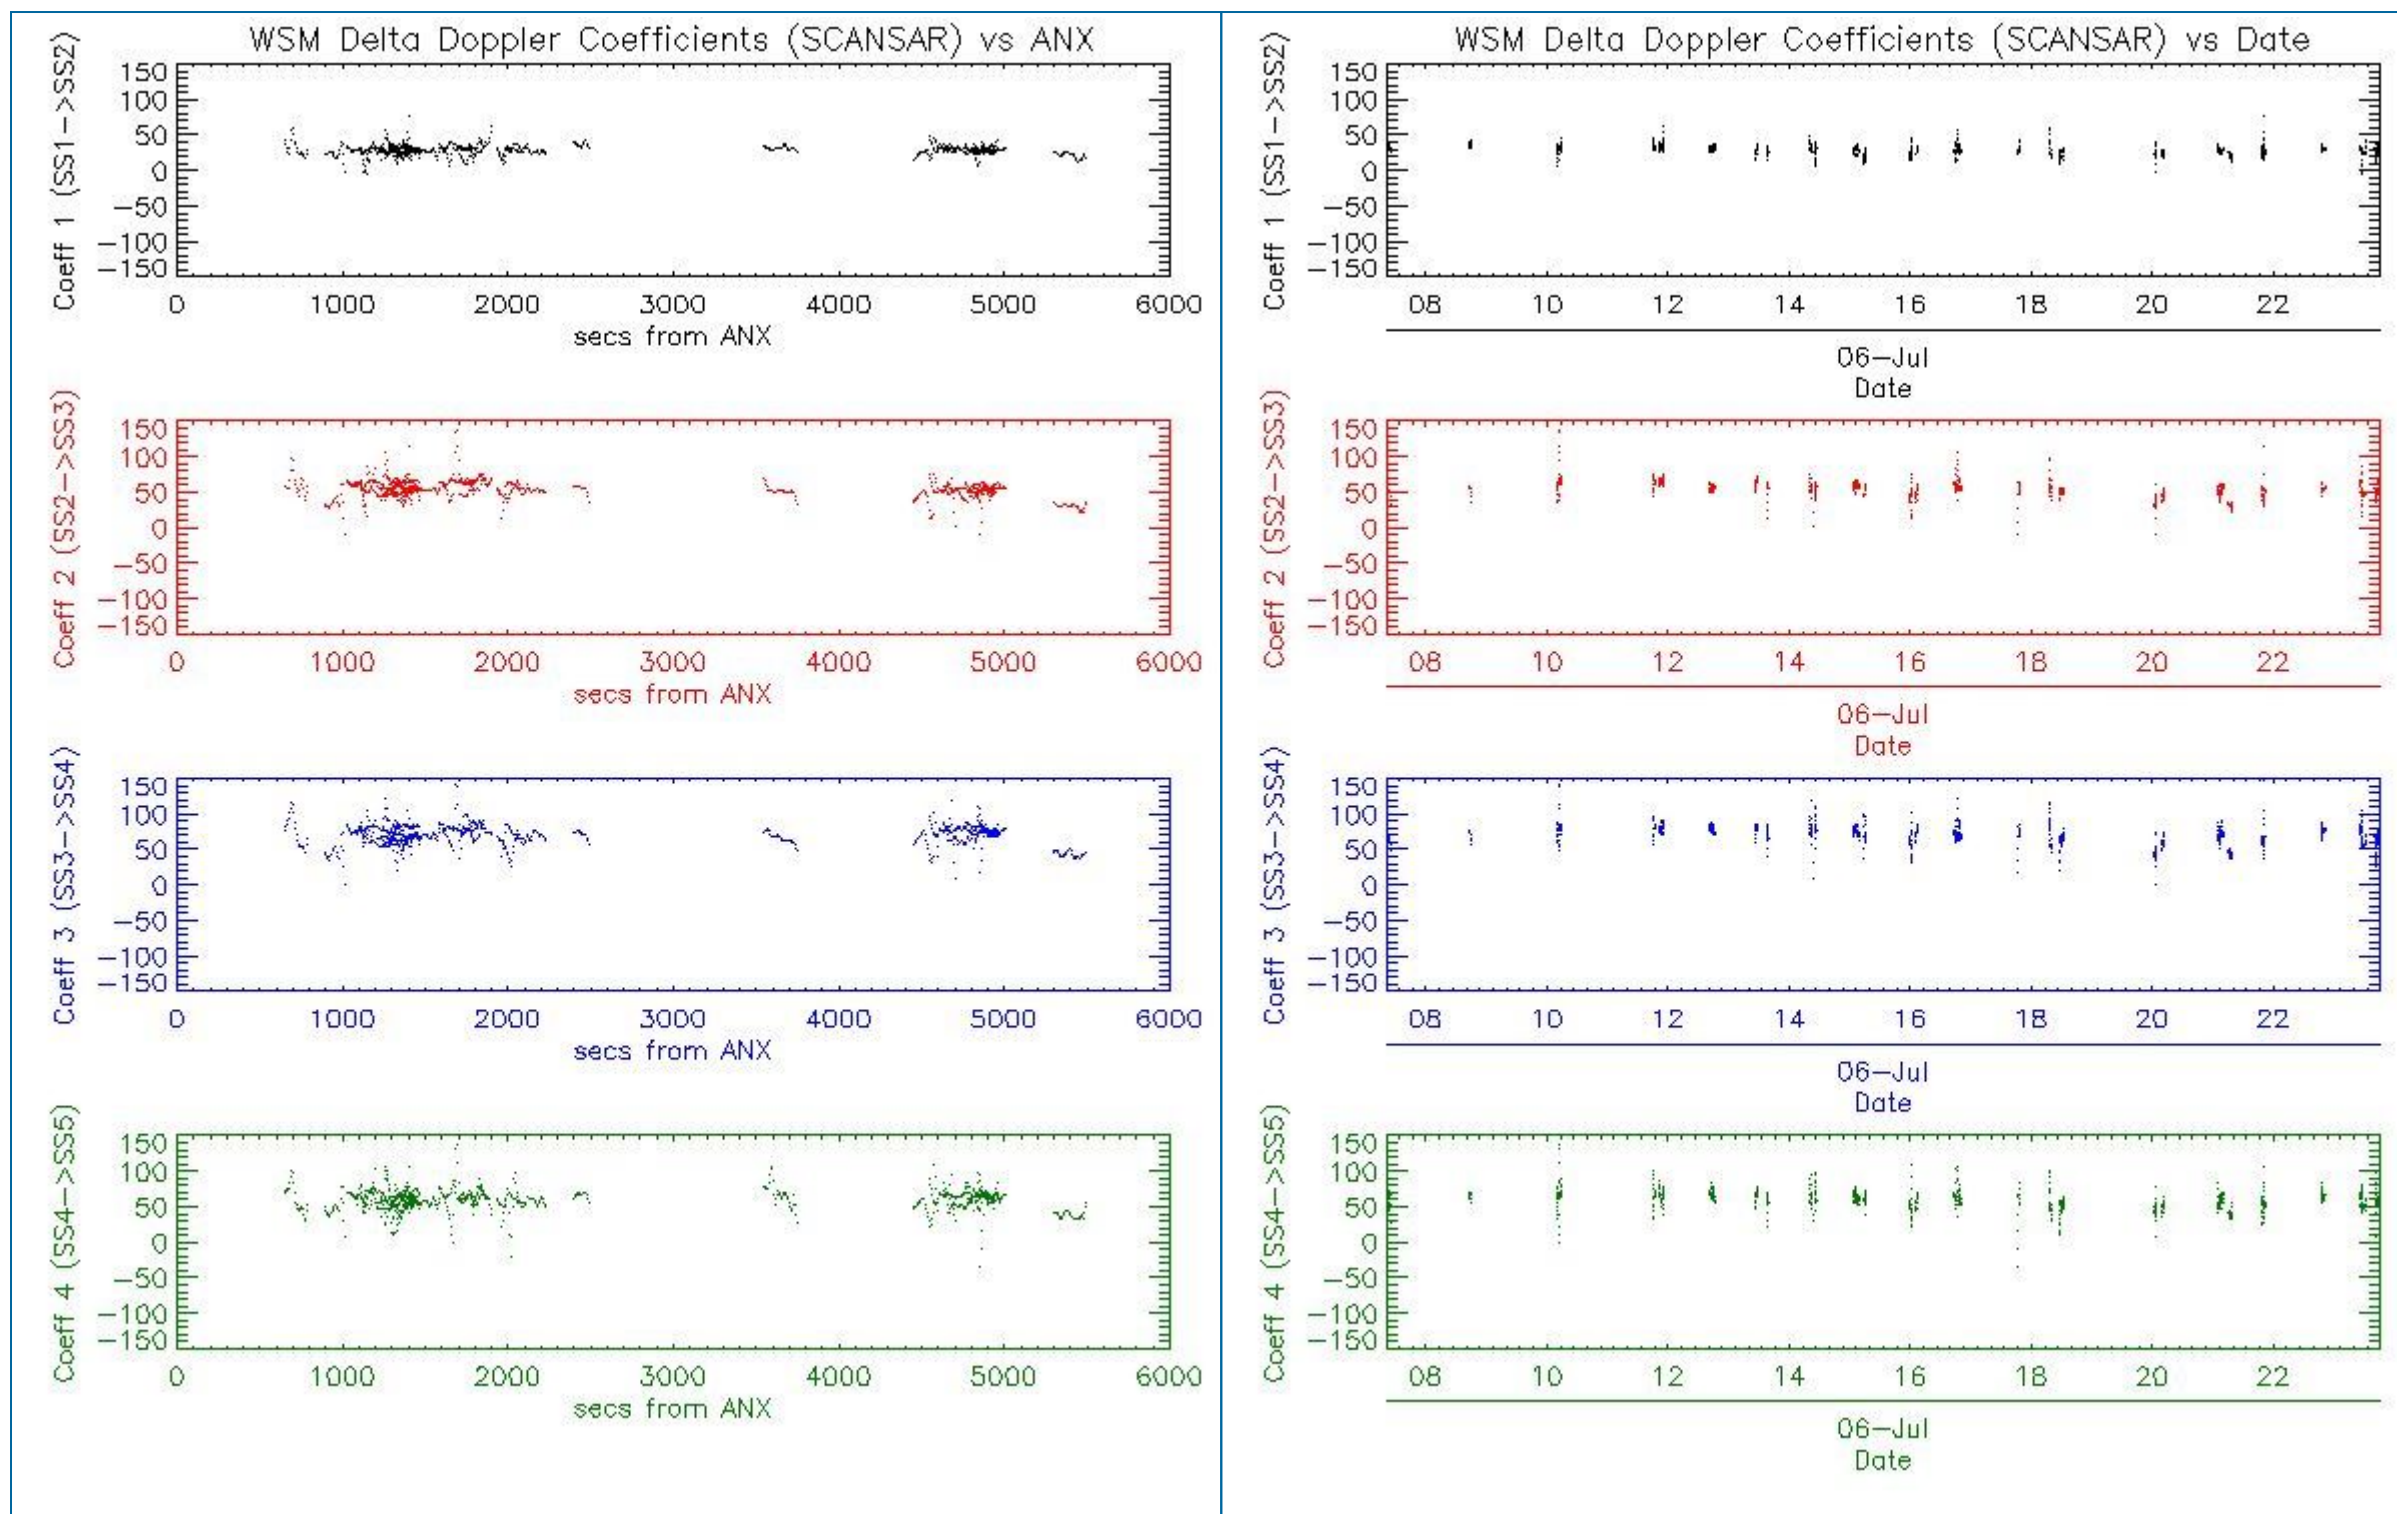 WSM Delta Doppler Coefficients (SCANSAR) vs ANX
Coeff 1 (SS1->SS2)
150
100
50
0
-50
-100
-150
0 1000 2000 3000 4000 5000 6000
secs from ANX
Coeff 2 (SS2->SS3)
150
100
50
0
-50
-100
-150
0 1000 2000 3000 4000 5000 6000
secs from ANX
Coeff 3 (SS3->SS4)
150
100
50
0
-50
-100
-150
0 1000 2000 3000 4000 5000 6000
secs from ANX
Coeff 4 (SS4->SS5)
150
100
50
0
-50
-100
-150
0 1000 2000 3000 4000 5000 6000
secs from ANX
WSM Delta Doppler Coefficients (SCANSAR) vs Date
Coeff 1 (SS1->SS2)
150
100
50
0
-50
-100
-150
08 10 12 14 16 18 20 22
06-Jul
Date
Coeff 2 (SS2->SS3)
150
100
50
0
-50
-100
-150
08 10 12 14 16 18 20 22
06-Jul
Date
Coeff 3 (SS3->SS4)
150
100
50
0
-50
-100
-150
08 10 12 14 16 18 20 22
06-Jul
Date
Coeff 4 (SS4->SS5)
150
100
50
0
-50
-100
-150
08 10 12 14 16 18 20 22
06-Jul
Date